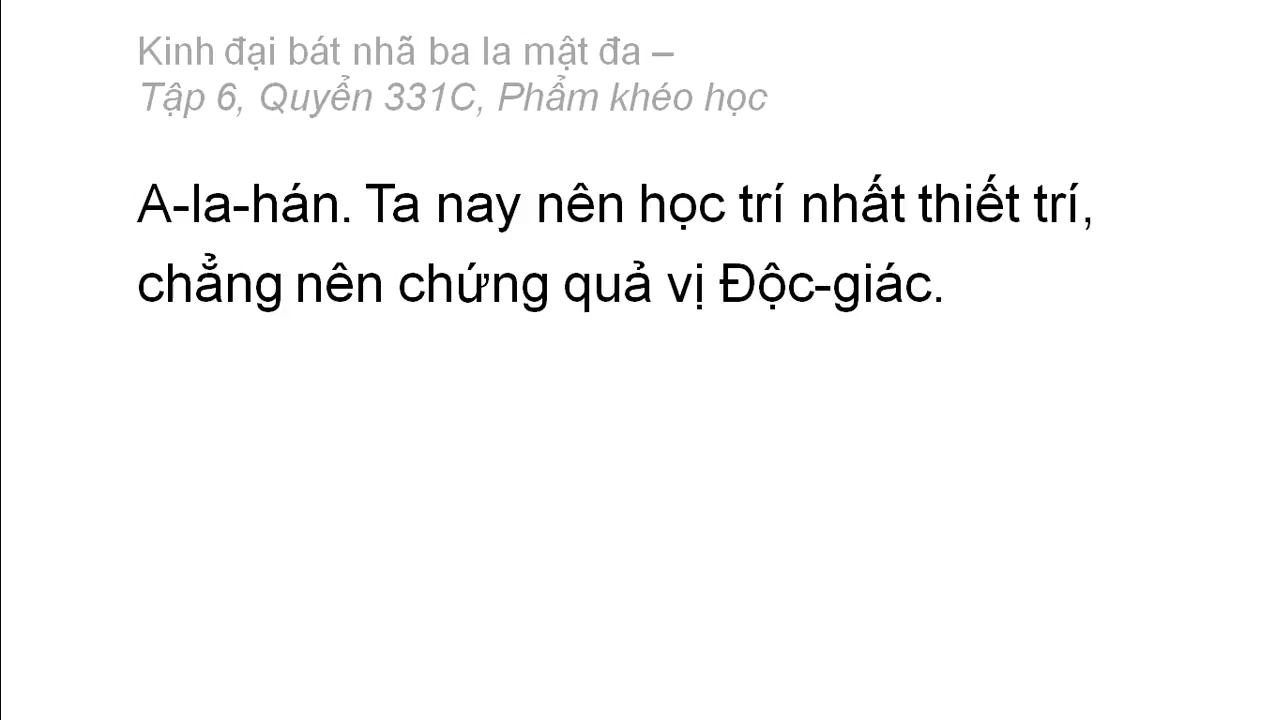 Kinh đại bát nhã ba la mật đa –
Tập 6, Quyển 331C, Phẩm khéo học
A-la-hán. Ta nay nên học trí nhất thiết trí,
chẳng nên chứng quả vị Độc-giác.